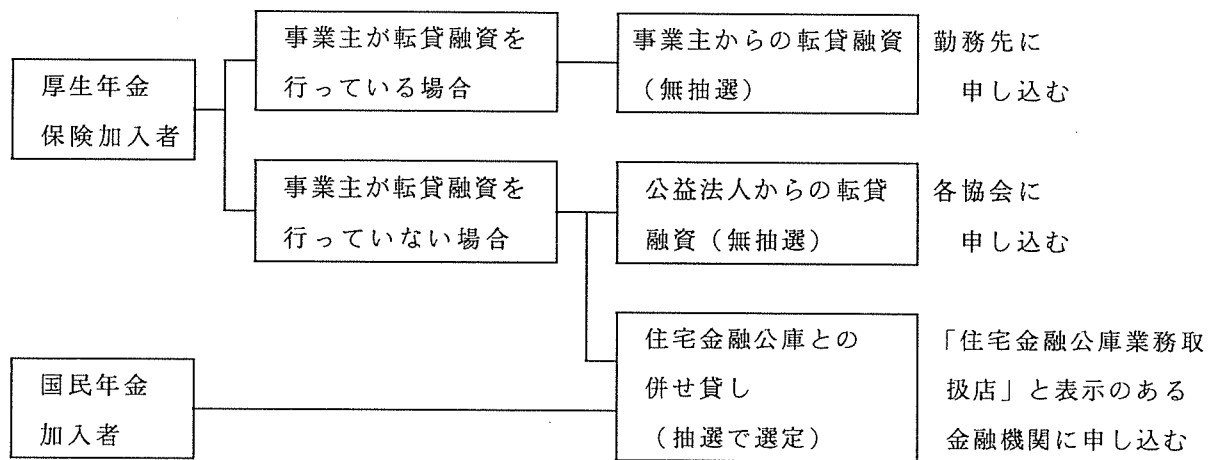 厚生年金
保険加入者
事業主が転貸融資を
行っている場合
事業主からの転貸融資
（無抽選）
勤務先に
申し込む
事業主が転貸融資を
行っていない場合
公益法人からの転貸
融資（無抽選）
各協会に
申し込む
国民年金
加入者
住宅金融公庫との
併せ貸し
（抽選で選定）
「住宅金融公庫業務取
扱店」と表示のある
金融機関に申し込む